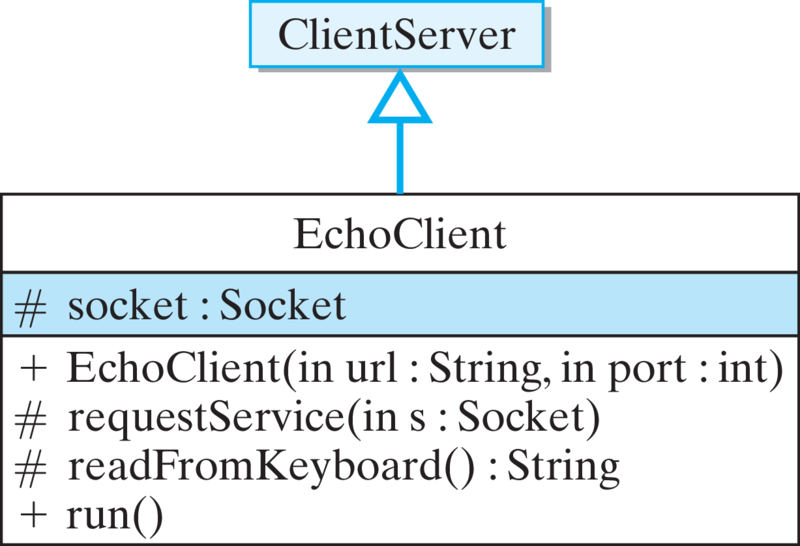 ClientServer
EchoClient
# socket : Socket
+ EchoClient(in url : String, in port : int)
# requestService(in s : Socket)
# readFromKeyboard() : String
+ run()